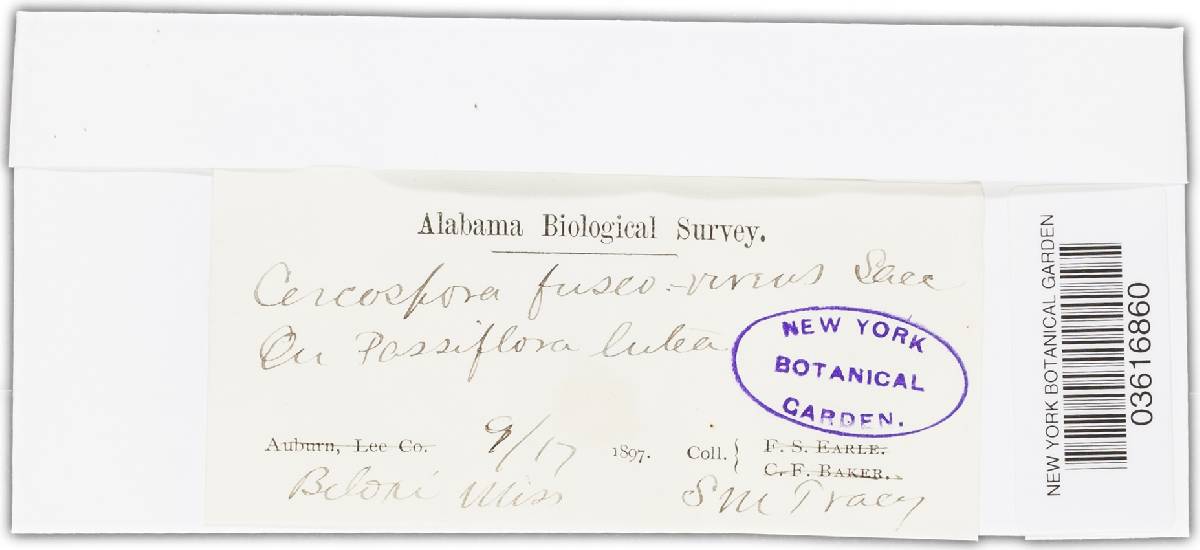 Alabama Biological Survey.
Cercospora fusco-virens Sacc
On Passiflora lutea
NEW YORK
BOTANICAL
GARDEN.
Auburn, Lee Co. 9/17 1897. Coll. { F. S. EARLE.
C. F. BAKER.
Biloxi Miss S M Tracy
NEW YORK BOTANICAL GARDEN
03616860